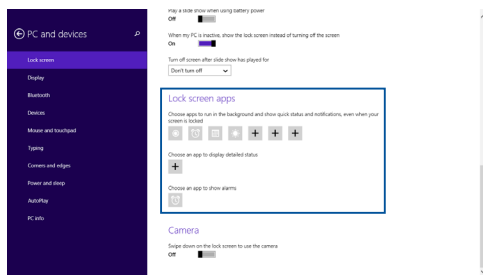 PC and devices
Lock screen
Display
Bluetooth
Devices
Mouse and touchpad
Typing
Corners and edges
Power and sleep
AutoPlay
PC info
Play a slide show when using battery power
Off
When my PC is inactive, show the lock screen instead of turning off the screen
On
Turn off screen after slide show has played for
Don't turn off
Lock screen apps
Choose apps to run in the background and show quick status and notifications, even when your
screen is locked
Choose an app to display detailed status
Choose an app to show alarms
Camera
Swipe down on the lock screen to use the camera
Off